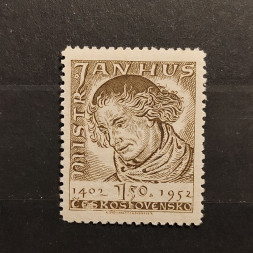 MISTR
JAN HUS
1402 1.50 1952
ČESKOSLOVENSKO